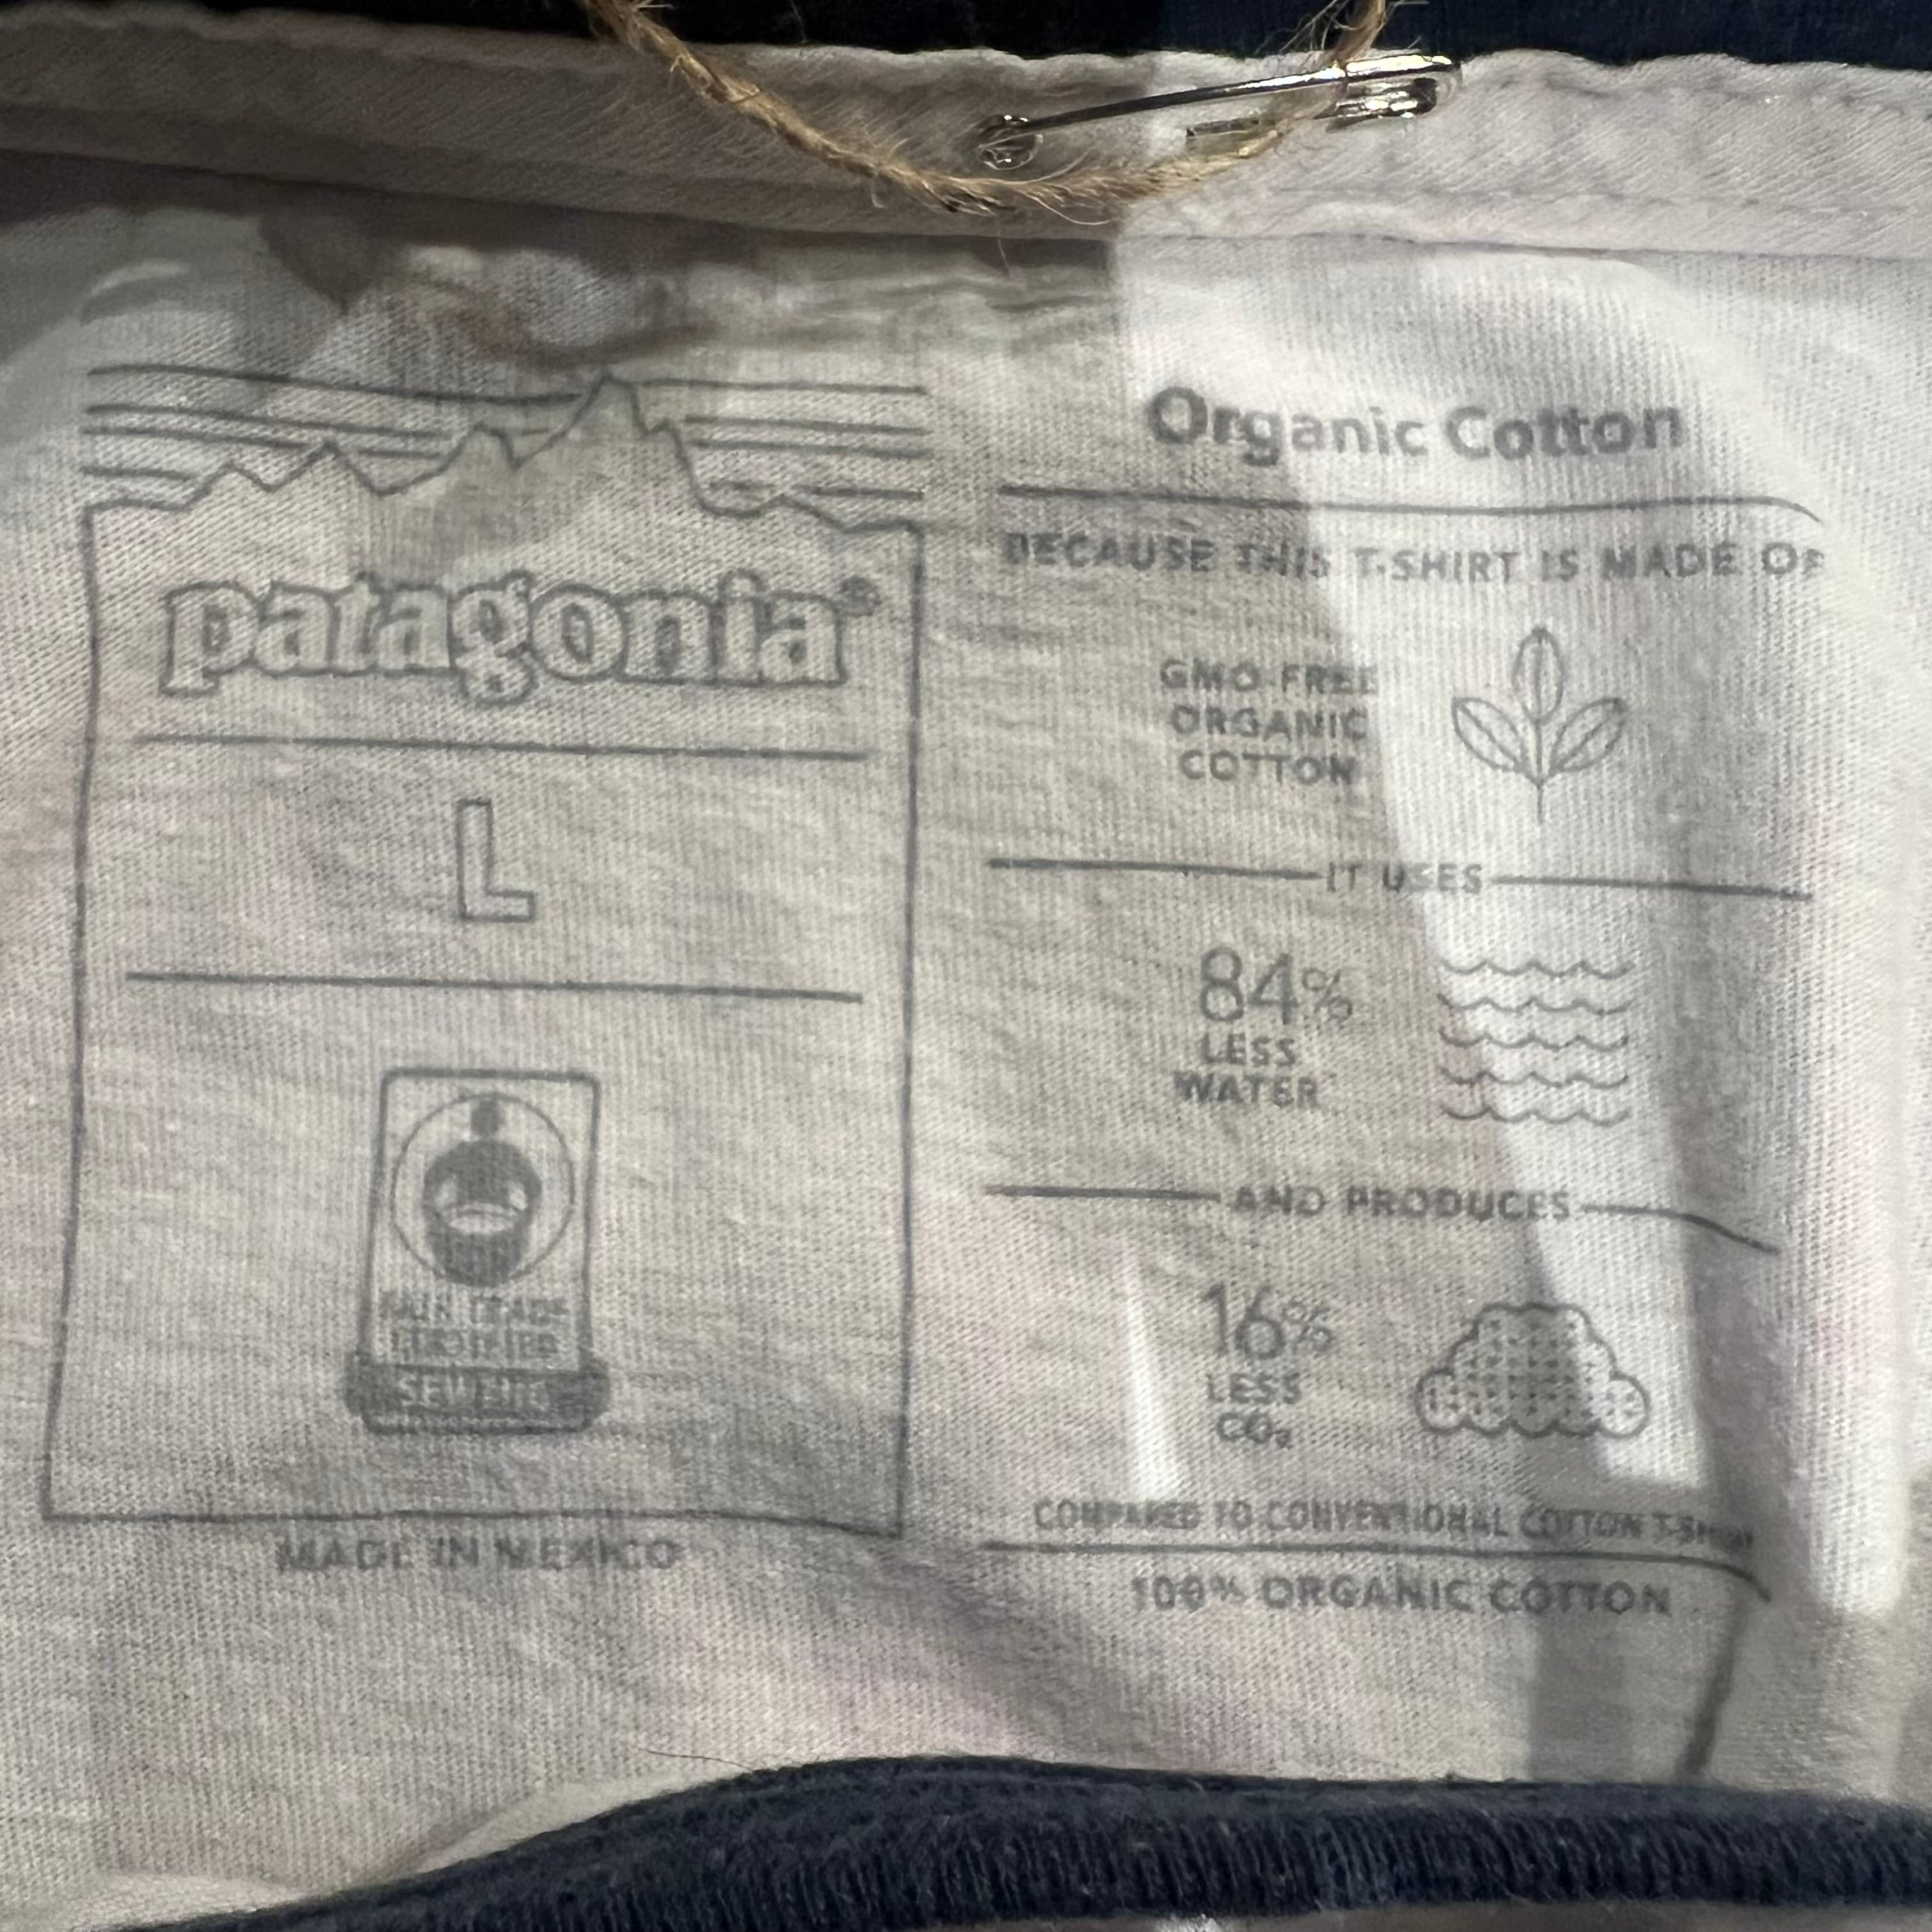 patagonia®
L
FAIR TRADE
CERTIFIED
SEWING
MADE IN MEXICO
Organic Cotton
BECAUSE THIS T-SHIRT IS MADE OF
GMO-FREE
ORGANIC
COTTON
IT USES
84%
LESS
WATER
AND PRODUCES
16%
LESS
CO₂
COMPARED TO CONVENTIONAL COTTON T-SHIRT
100% ORGANIC COTTON